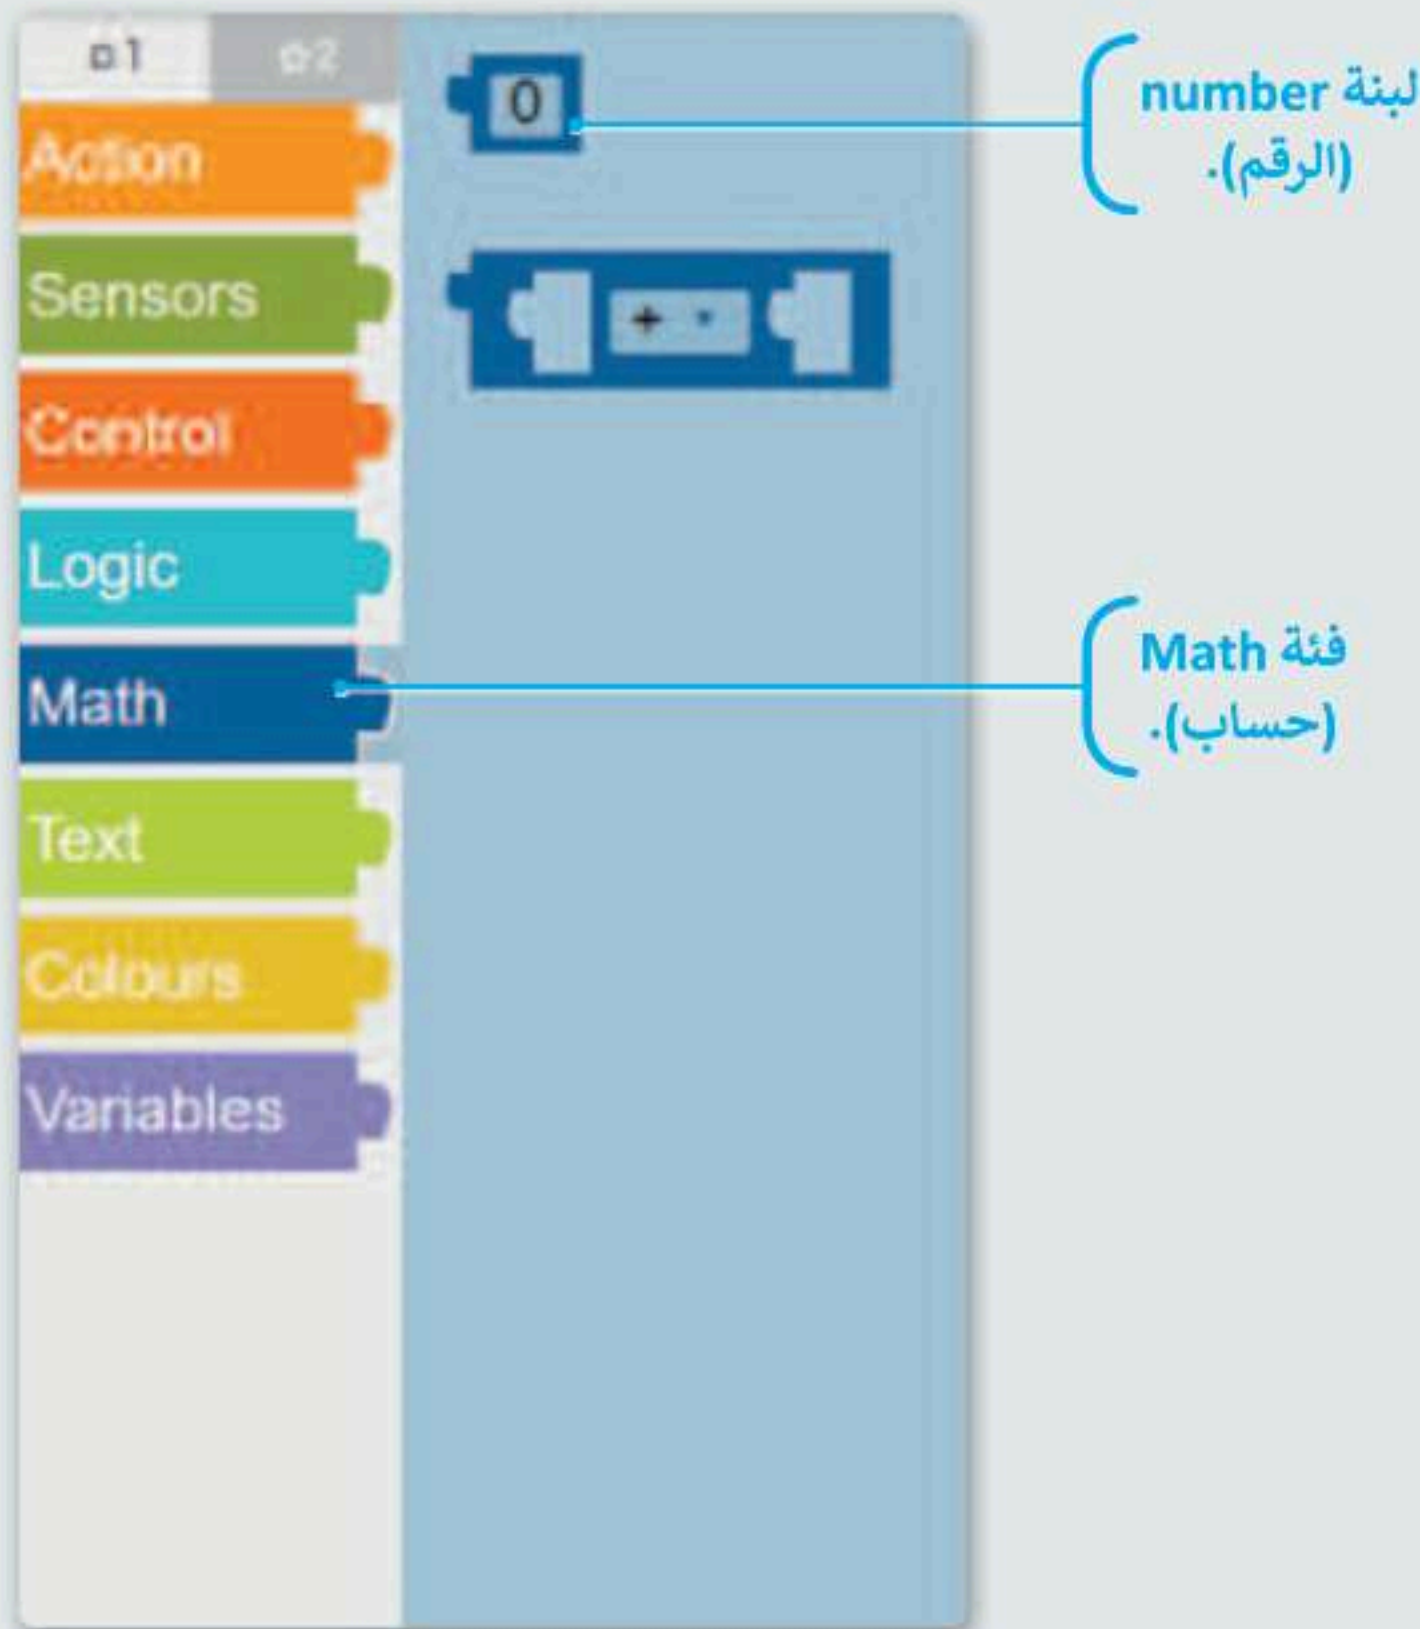 1
2
Action
Sensors
Control
Logic
Math
Text
Colours
Variables
0
+
لبنة number
(الرقم).
فئة Math
(حساب).